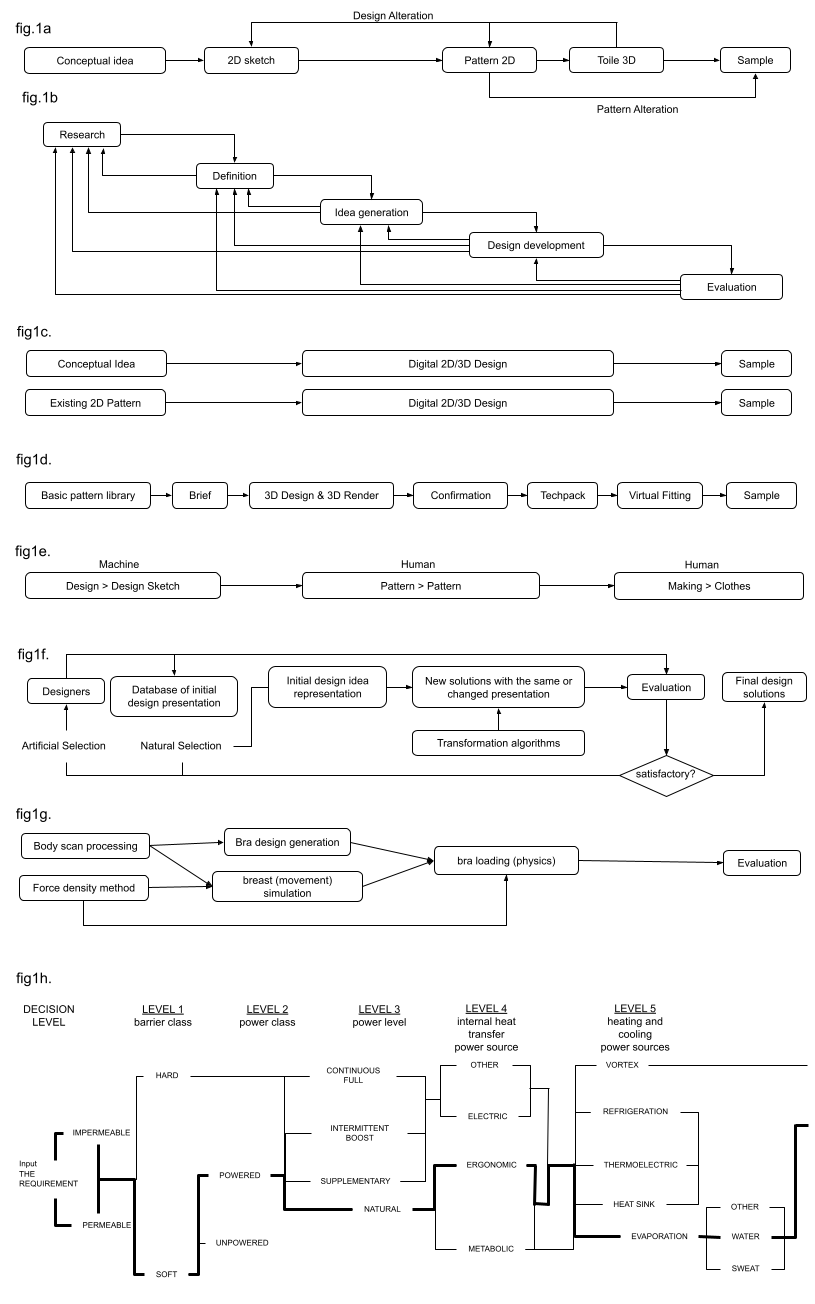 fig.1a
Design Alteration
Conceptual idea
2D sketch
Pattern 2D
Toile 3D
Sample
Pattern Alteration
fig.1b
Research
Definition
Idea generation
Design development
Evaluation
fig1c.
Conceptual Idea
Digital 2D/3D Design
Sample
Existing 2D Pattern
Digital 2D/3D Design
Sample
fig1d.
Basic pattern library
Brief
3D Design & 3D Render
Confirmation
Techpack
Virtual Fitting
Sample
fig1e.
Machine
Human
Human
Design > Design Sketch
Pattern > Pattern
Making > Clothes
fig1f.
Designers
Database of initial
design presentation
Initial design idea
representation
New solutions with the same or
changed presentation
Evaluation
Final design
solutions
Artificial Selection
Natural Selection
Transformation algorithms
satisfactory?
fig1g.
Body scan processing
Bra design generation
bra loading (physics)
Evaluation
Force density method
breast (movement)
simulation
fig1h.
DECISION
LEVEL
LEVEL 1
barrier class
LEVEL 2
power class
LEVEL 3
power level
LEVEL 4
internal heat
transfer
power source
LEVEL 5
heating and
cooling
power sources
HARD
CONTINUOUS
FULL
OTHER
VORTEX
ELECTRIC
REFRIGERATION
IMPERMEABLE
INTERMITTENT
BOOST
Input
THE
REQUIREMENT
POWERED
SUPPLEMENTARY
ERGONOMIC
THERMOELECTRIC
NATURAL
HEAT SINK
OTHER
PERMEABLE
UNPOWERED
METABOLIC
EVAPORATION
WATER
SOFT
SWEAT